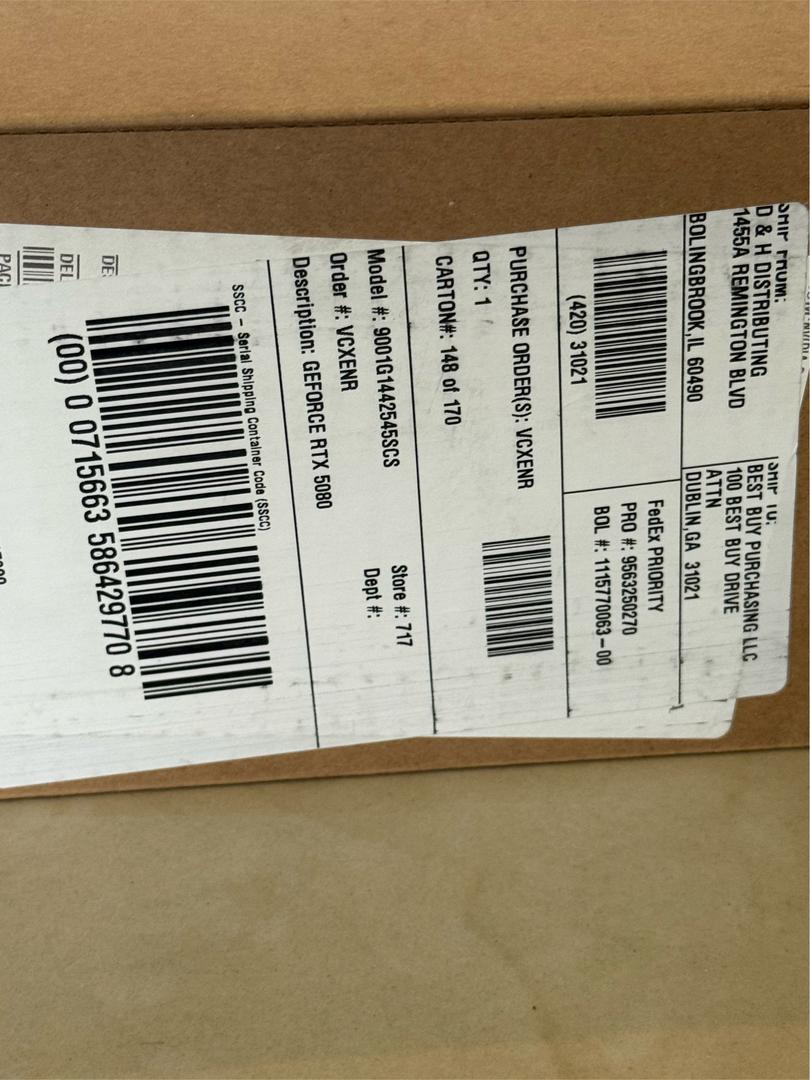 SHIP FROM:
D & H DISTRIBUTING
1455A REMINGTON BLVD
BOLINGBROOK,IL 60490
SHIP TO:
BEST BUY PURCHASING LLC
100 BEST BUY DRIVE
ATTN
DUBLIN,GA 31021
(420) 31021
FedEx PRIORITY
PRO #: 9563250270
BOL #: 1115770063-00
PURCHASE ORDER(S): VCXENR
QTY: 1
CARTON#: 148 of 170
Model #: 9001G1442545SCS
Order #: VCXENR
Description: GEFORCE RTX 5080
Store #: 717
Dept #:
SSCC - Serial Shipping Container Code (SSCC)
(00) 0 0715663 586429770 8
DEL